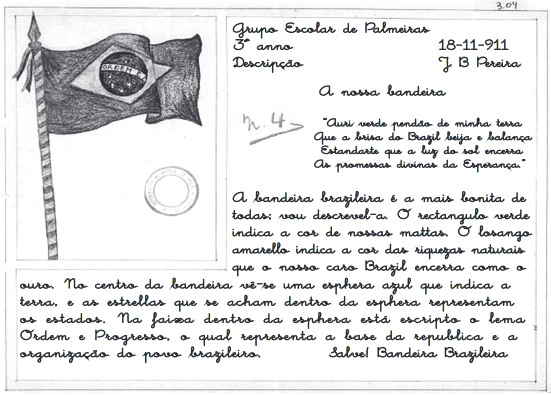 3.04
Grupo Escolar de Palmeiras
3º anno 18-11-911
Descripção J B Pereira
A nossa bandeira
n. 4
"Auri verde pendão de minha terra
Que a brisa do Brazil beija e balança
Estandarte que a luz do sol encerra
As promessas divinas da Esperança."
ORDEM E
A bandeira brazileira é a mais bonita de
todas; vou descrevel-a. O rectangulo verde
indica a cor de nossas mattas. O losango
amarello indica a cor das riquezas naturais
que o nosso caro Brazil encerra como o
ouro. No centro da bandeira vê-se uma esphera azul que indica a
terra, e as estrellas que se acham dentro da esphera representam
os estados. Na faixa dentro da esphera está escripto o lema
Ordem e Progresso, o qual representa a base da republica e a
organização do povo brazileiro. Salve! Bandeira Brazileira